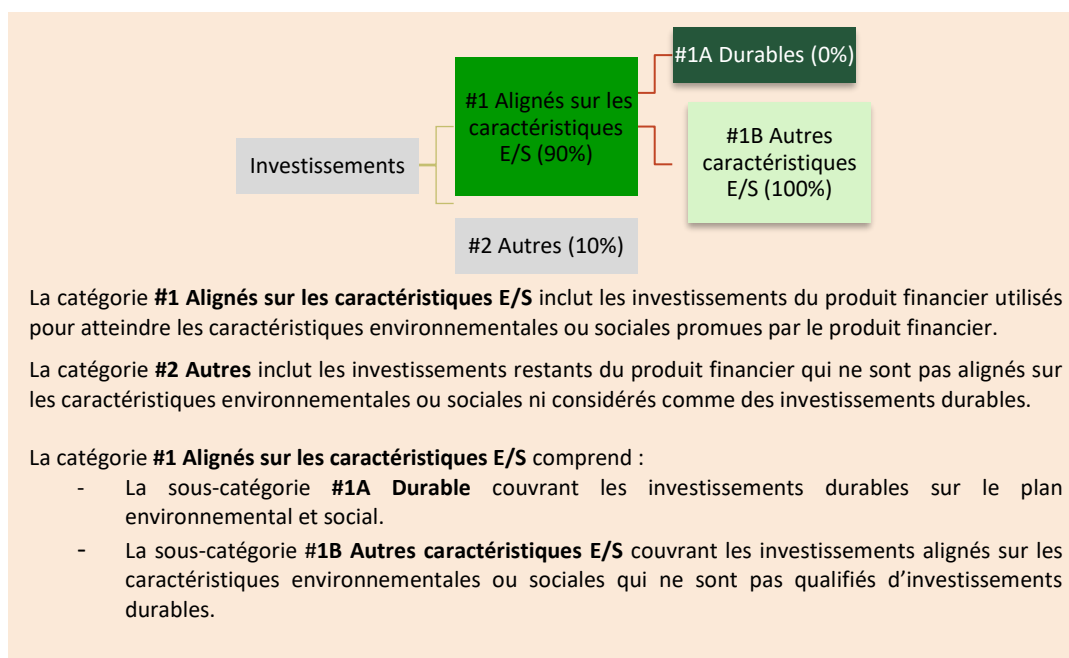 #1A Durables (0%)
#1 Alignés sur les
caractéristiques
E/S (90%)
#1B Autres
caractéristiques
E/S (100%)
Investissements
#2 Autres (10%)
La catégorie #1 Alignés sur les caractéristiques E/S inclut les investissements du produit financier utilisés
pour atteindre les caractéristiques environnementales ou sociales promues par le produit financier.
La catégorie #2 Autres inclut les investissements restants du produit financier qui ne sont pas alignés sur
les caractéristiques environnementales ou sociales ni considérés comme des investissements durables.
La catégorie #1 Alignés sur les caractéristiques E/S comprend :
- La sous-catégorie #1A Durable couvrant les investissements durables sur le plan
environnemental et social.
- La sous-catégorie #1B Autres caractéristiques E/S couvrant les investissements alignés sur les
caractéristiques environnementales ou sociales qui ne sont pas qualifiés d’investissements
durables.